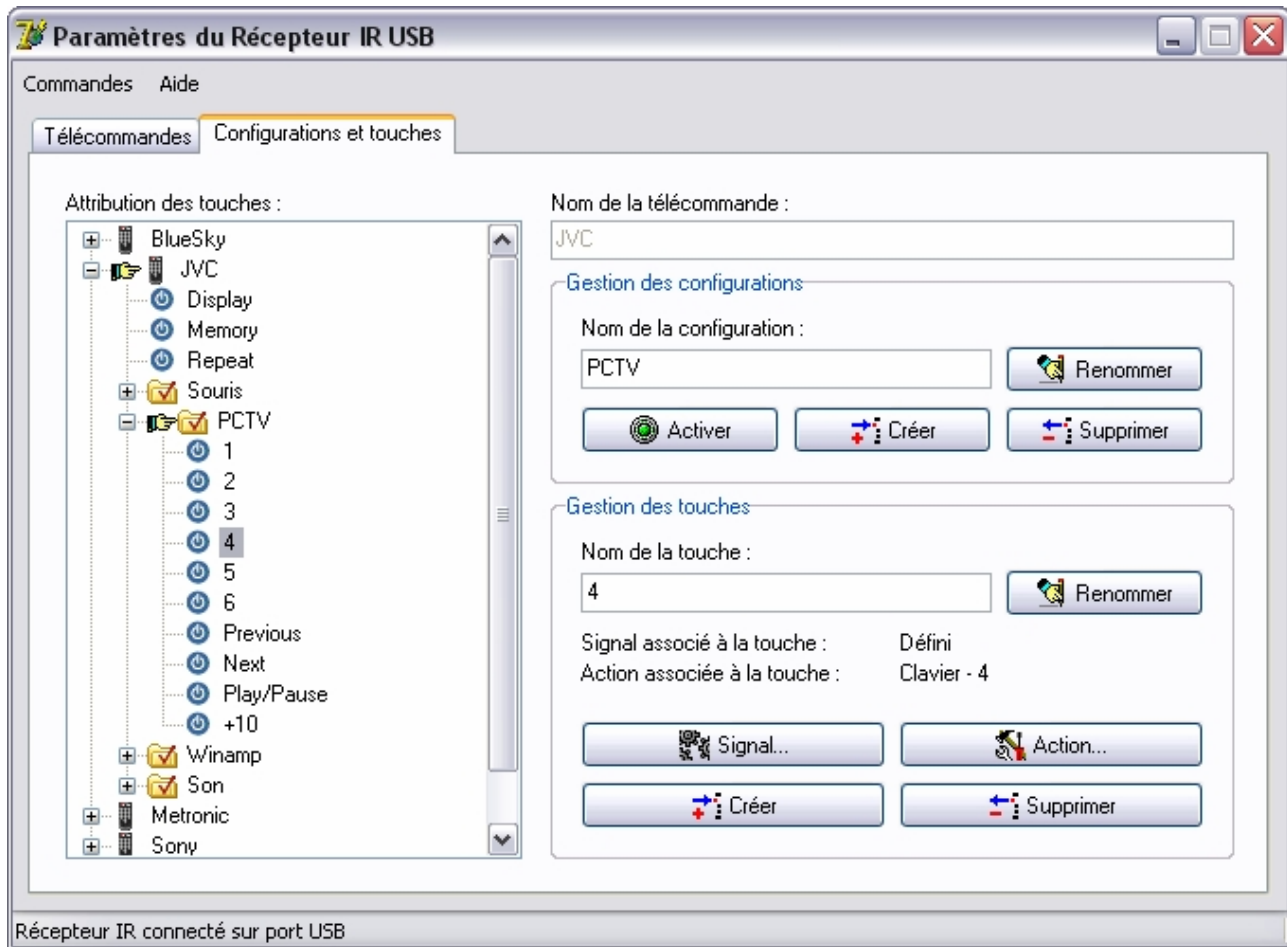 Paramètres du Récepteur IR USB
Commandes Aide
Télécommandes Configurations et touches
Attribution des touches :
BlueSky
JVC
Display
Memory
Repeat
Souris
PCTV
1
2
3
4
5
6
Previous
Next
Play/Pause
+10
Winamp
Son
Metronic
Sony
Nom de la télécommande :
JVC
Gestion des configurations
Nom de la configuration :
PCTV
Renommer
Activer
Créer
Supprimer
Gestion des touches
Nom de la touche :
4
Renommer
Signal associé à la touche : Défini
Action associée à la touche : Clavier - 4
Signal...
Action...
Créer
Supprimer
Récepteur IR connecté sur port USB